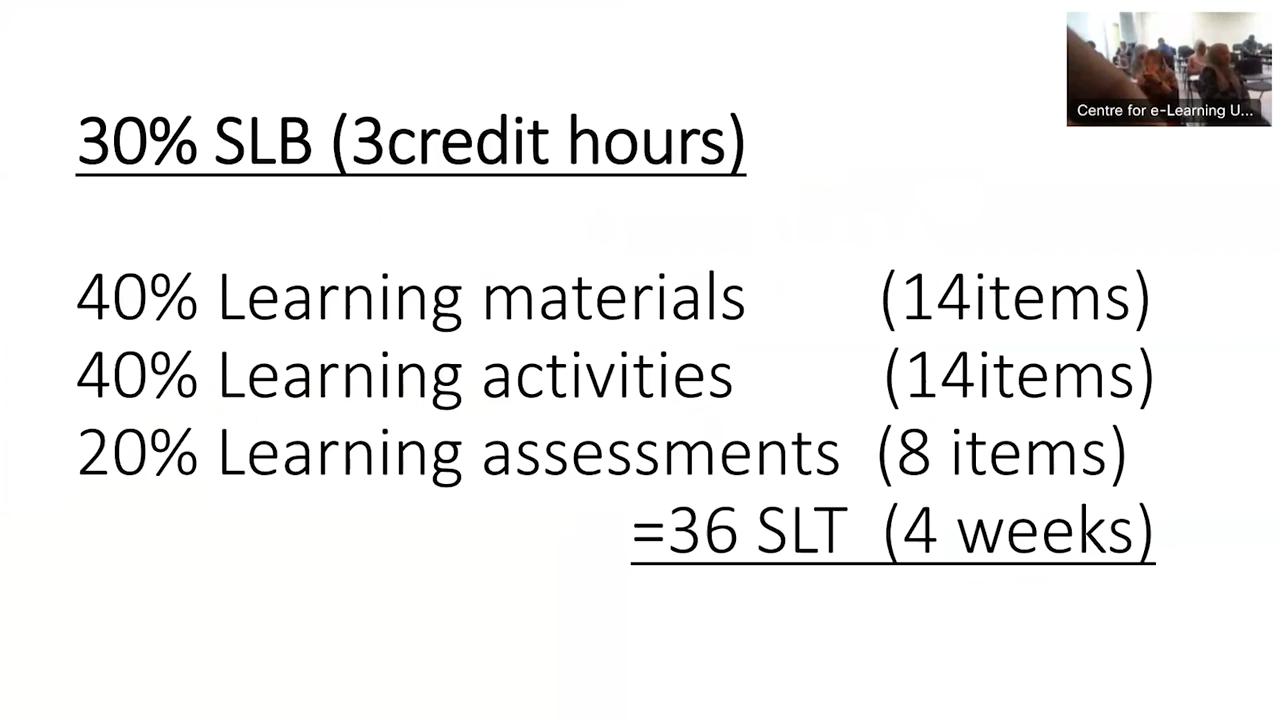 Centre for e-Learning U...
30% SLB (3credit hours)
40% Learning materials (14items)
40% Learning activities (14items)
20% Learning assessments (8 items)
=36 SLT (4 weeks)